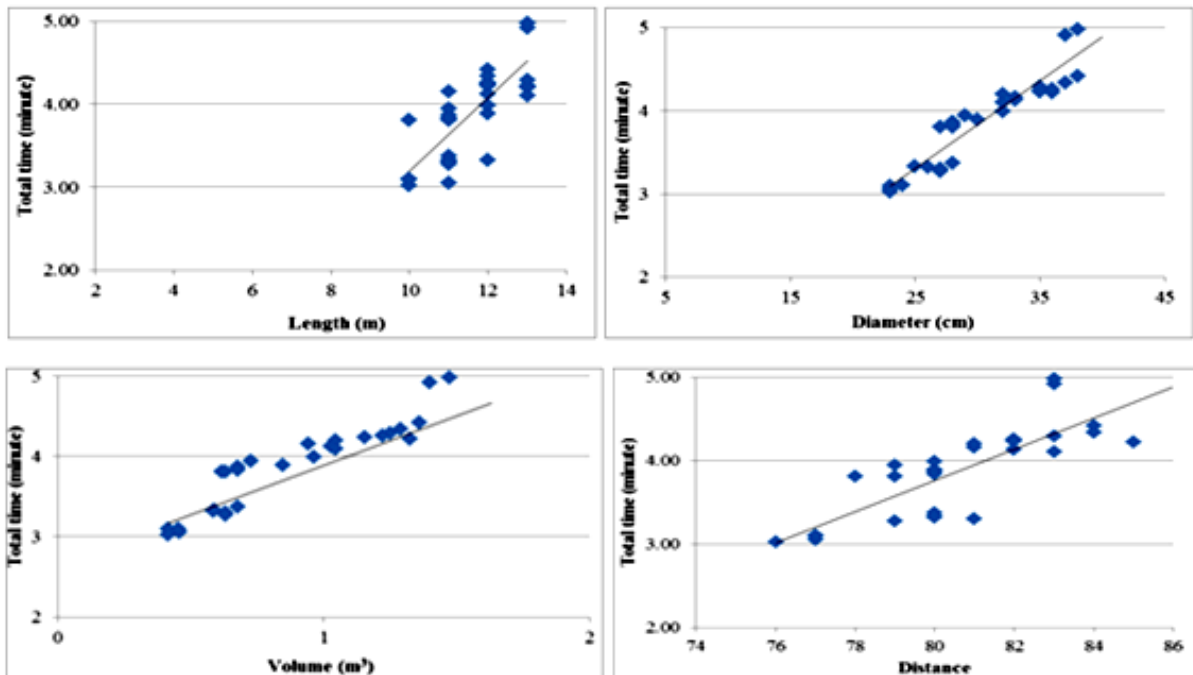 5.00
4.00
3.00
2.00
Total time (minute)
2 4 6 8 10 12 14
Length (m)
5
4
3
2
Total time (minute)
5 15 25 35 45
Diameter (cm)
5
4
3
2
Total time (minute)
0 1 2
Volume (m³)
5.00
4.00
3.00
2.00
Total time (minute)
74 76 78 80 82 84 86
Distance